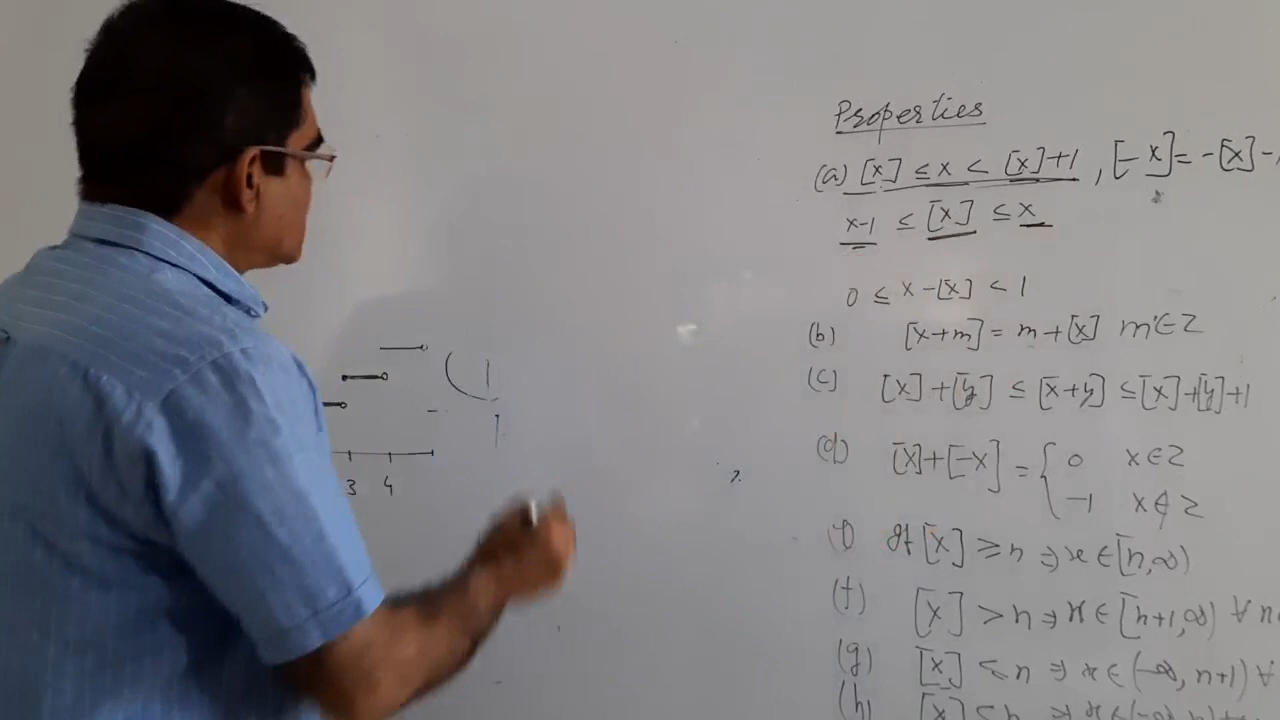 Properties
(a) [x] ≤ x < [x]+1 , [-x] = -[x]-
x-1 ≤ [x] ≤ x
0 ≤ x-[x] < 1
(b) [x+m] = m+[x] m∈Z
(c) [x]+[y] ≤ [x+y] ≤ [x]+[y]+1
(d) [x]+[-x] = { 0 x∈Z
-1 x∉Z
If [x] ≥ n ⇒ x∈[n,∞)
(f) [x] > n ⇒ x∈[n+1,∞) ∀ n
(g) [x] ≤ n ⇒ x∈(-∞, n+1) ∀
(h) [x]
3 4